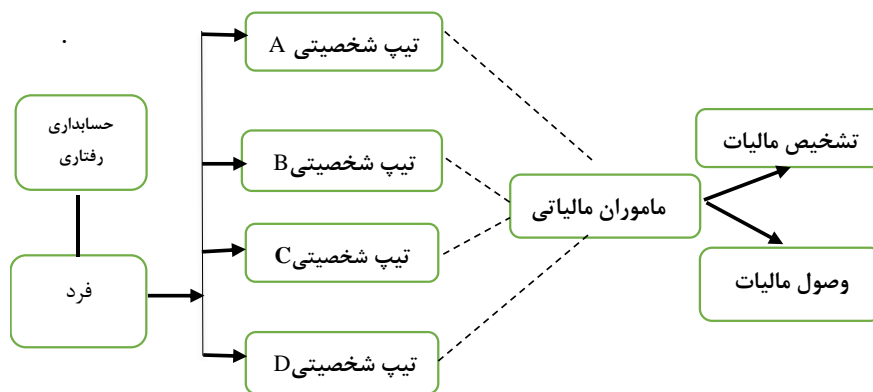 تیپ شخصیتی A
حسابداری
رفتاری
تشخیص مالیات
تیپ شخصیتیB
ماموران مالیاتی
تیپ شخصیتیC
وصول مالیات
فرد
تیپ شخصیتیD